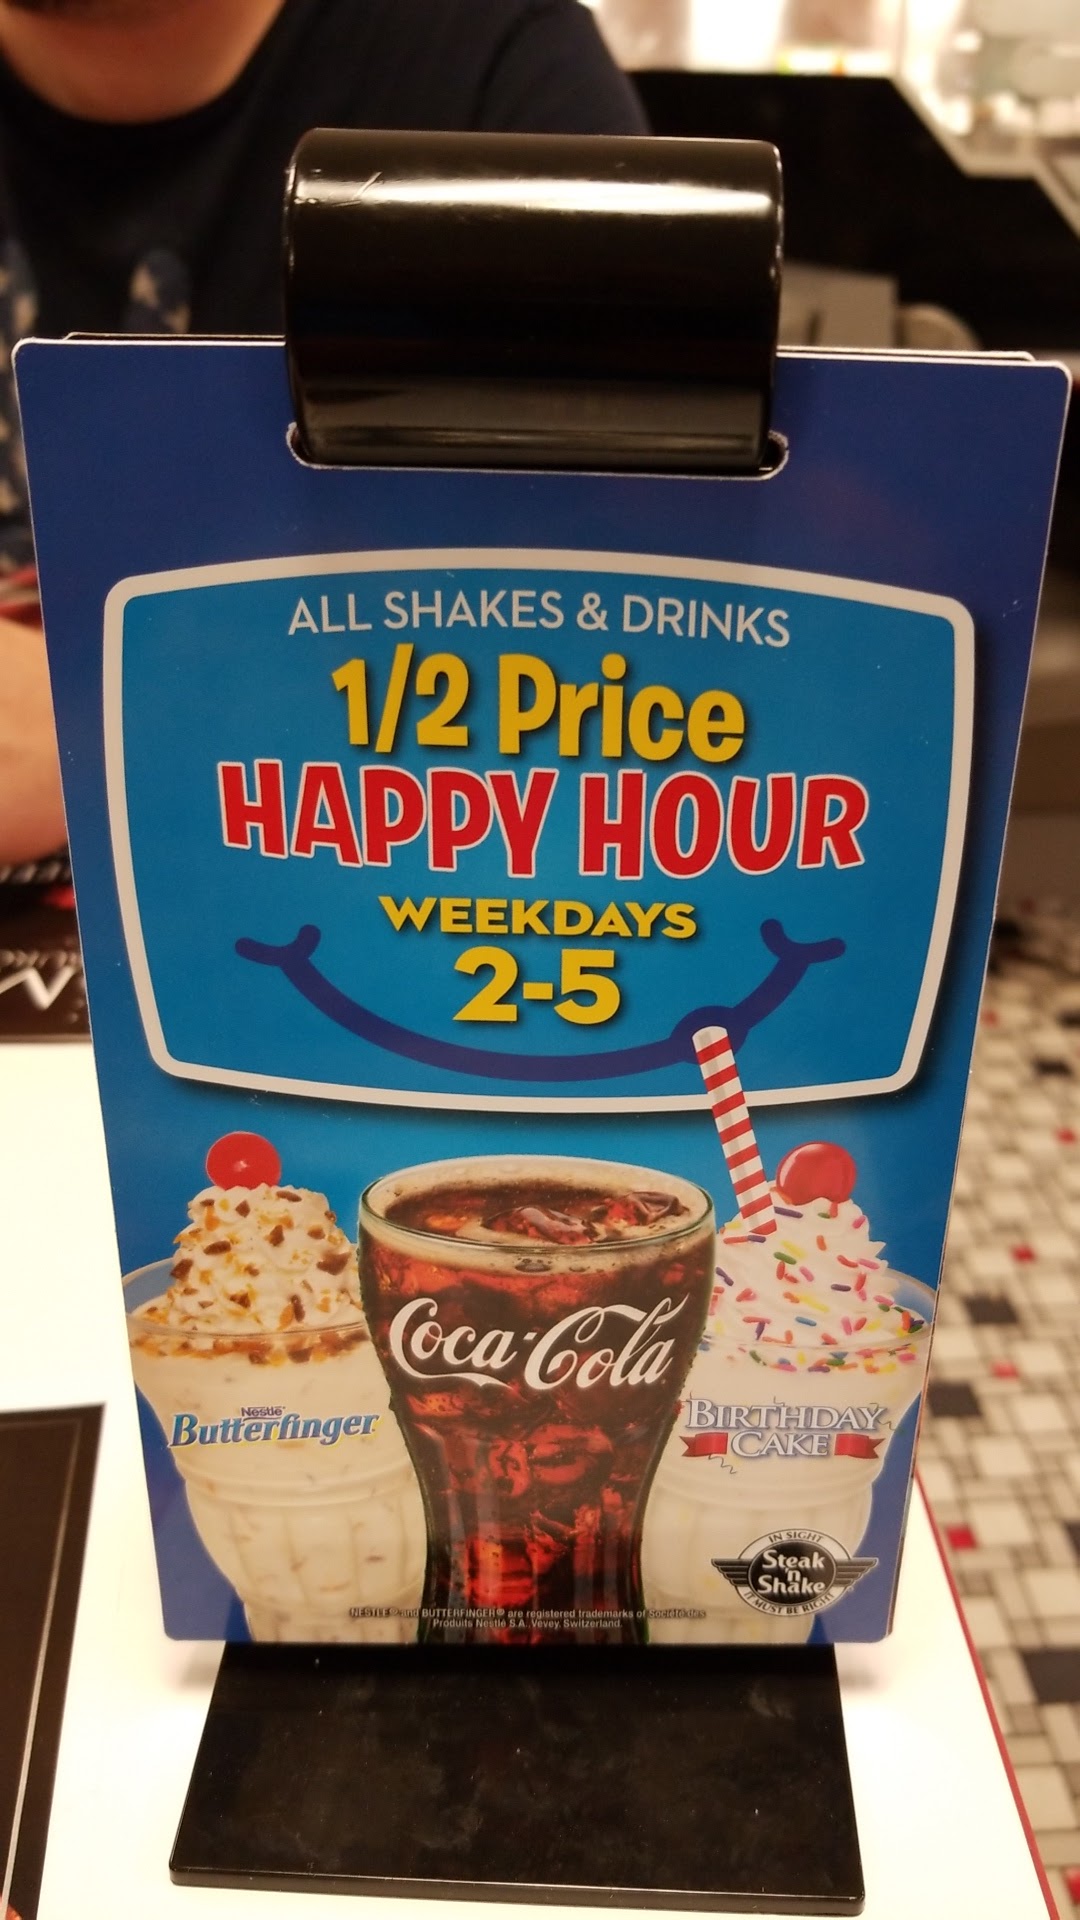 ALL SHAKES & DRINKS
1/2 Price
HAPPY HOUR
WEEKDAYS
2-5
Coca-Cola
Nestlé®
Butterfinger
BIRTHDAY
CAKE
IN SIGHT
Steak
'n
Shake
IT MUST BE RIGHT
NESTLÉ® and BUTTERFINGER® are registered trademarks of Société des
Produits Nestlé S.A., Vevey, Switzerland.